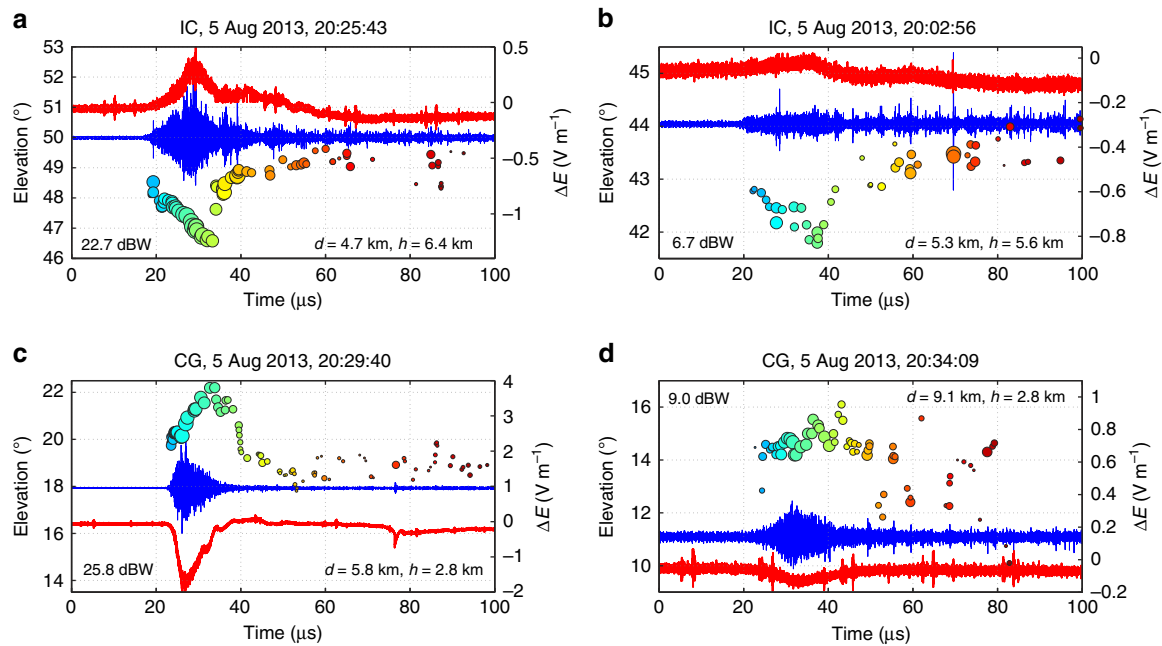 a
IC, 5 Aug 2013, 20:25:43
53
52
51
50
49
48
47
46
Elevation (°)
0.5
0
−0.5
−1
ΔE (V m−1)
22.7 dBW
d = 4.7 km, h = 6.4 km
0 20 40 60 80 100
Time (μs)
b
IC, 5 Aug 2013, 20:02:56
45
44
43
42
Elevation (°)
0
−0.2
−0.4
−0.6
−0.8
ΔE (V m−1)
6.7 dBW
d = 5.3 km, h = 5.6 km
0 20 40 60 80 100
Time (μs)
c
CG, 5 Aug 2013, 20:29:40
22
20
18
16
14
Elevation (°)
4
3
2
1
0
−1
−2
ΔE (V m−1)
25.8 dBW
d = 5.8 km, h = 2.8 km
0 20 40 60 80 100
Time (μs)
d
CG, 5 Aug 2013, 20:34:09
9.0 dBW
d = 9.1 km, h = 2.8 km
16
14
12
10
Elevation (°)
1
0.8
0.6
0.4
0.2
0
−0.2
ΔE (V m−1)
0 20 40 60 80 100
Time (μs)